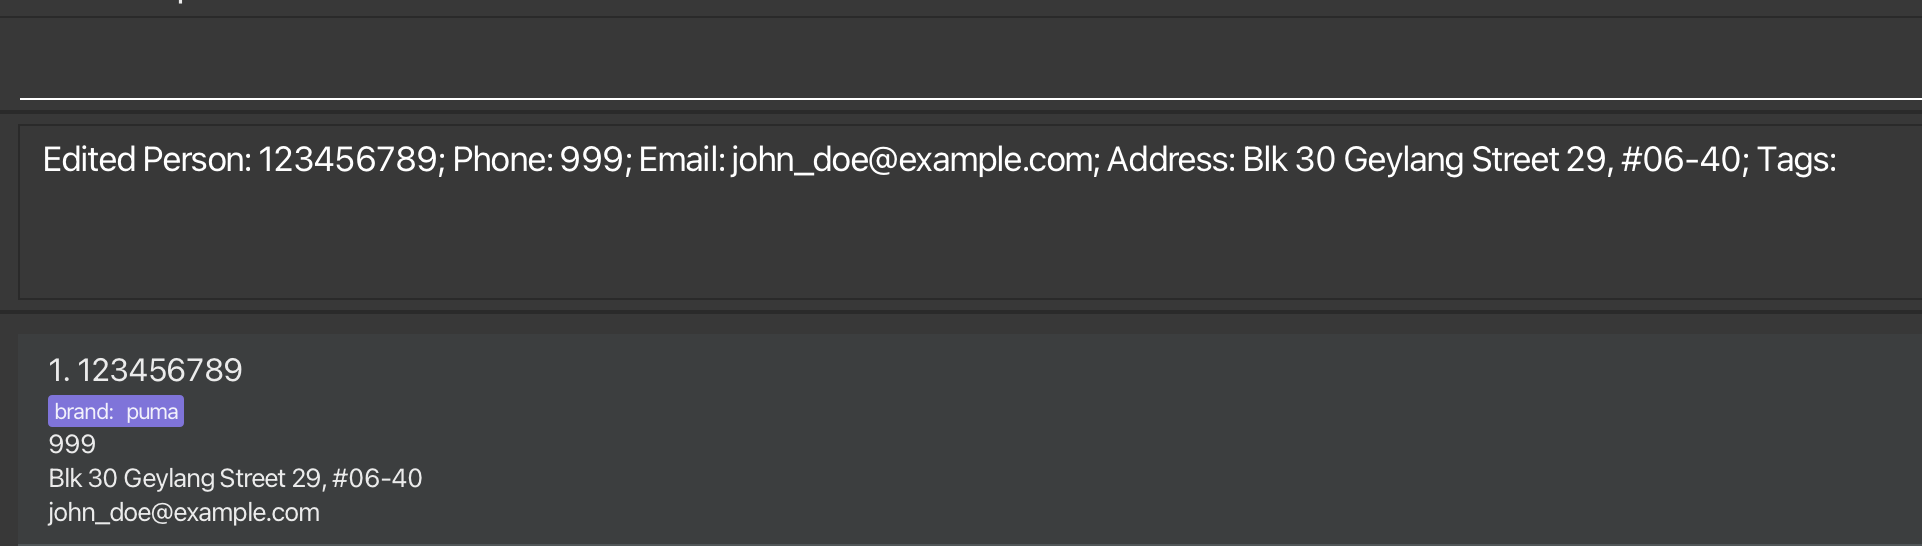 Edited Person: 123456789; Phone: 999; Email: john_doe@example.com; Address: Blk 30 Geylang Street 29, #06-40; Tags:
1. 123456789
brand: puma
999
Blk 30 Geylang Street 29, #06-40
john_doe@example.com